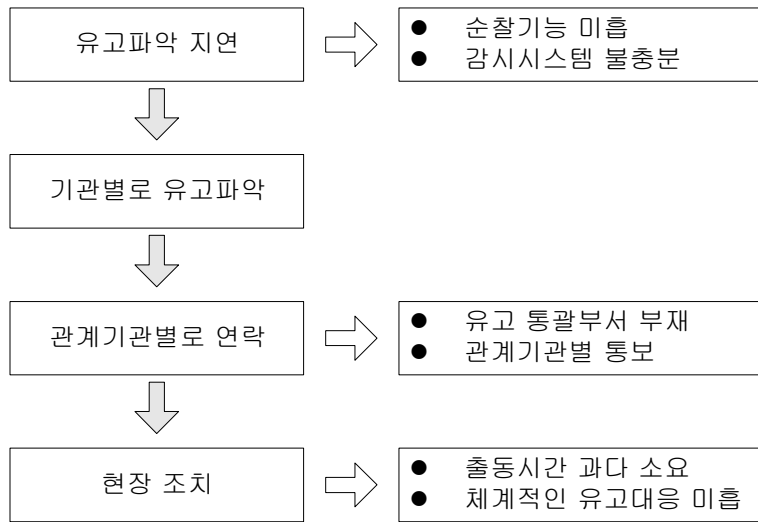 유고파악 지연
● 순찰기능 미흡
● 감시시스템 불충분
기관별로 유고파악
관계기관별로 연락
● 유고 통괄부서 부재
● 관계기관별 통보
현장 조치
● 출동시간 과다 소요
● 체계적인 유고대응 미흡